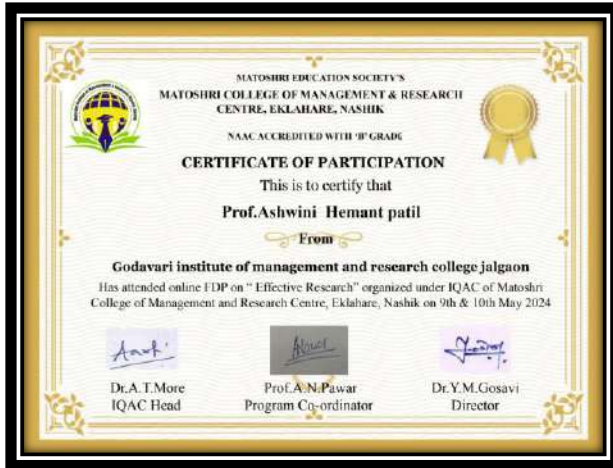 MATOSHRI EDUCATION SOCIETY'S
MATOSHRI COLLEGE OF MANAGEMENT & RESEARCH
CENTRE, EKLAHARE, NASHIK
NAAC ACCREDITED WITH 'B' GRADE
CERTIFICATE OF PARTICIPATION
This is to certify that
Prof.Ashwini Hemant patil
From
Godavari institute of management and research college jalgaon
Has attended online FDP on " Effective Research" organized under IQAC of Matoshri
College of Management and Research Centre, Eklahare, Nashik on 9th & 10th May 2024
Dr.A.T.More Prof.A.N.Pawar Dr.Y.M.Gosavi
IQAC Head Program Co-ordinator Director